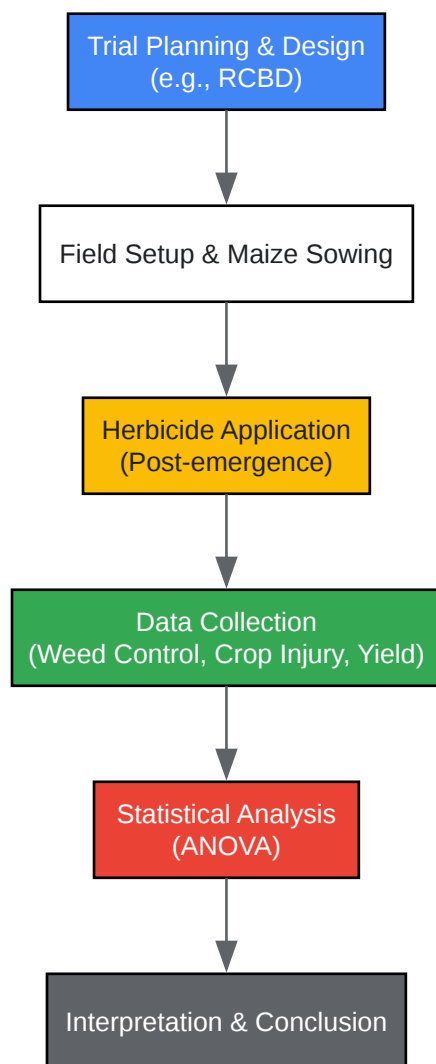 Trial Planning & Design
(e.g., RCBD)
Field Setup & Maize Sowing
Herbicide Application
(Post-emergence)
Data Collection
(Weed Control, Crop Injury, Yield)
Statistical Analysis
(ANOVA)
Interpretation & Conclusion